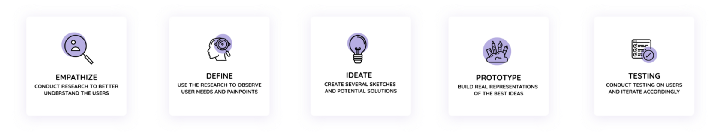 EMPATHIZE
CONDUCT RESEARCH TO BETTER
UNDERSTAND THE USERS
DEFINE
USE THE RESEARCH TO OBSERVE
USER NEEDS AND PAINPOINTS
IDEATE
CREATE SEVERAL SKETCHES
AND POTENTIAL SOLUTIONS
PROTOTYPE
BUILD REAL REPRESENTATIONS
OF THE BEST IDEAS
TESTING
CONDUCT TESTING ON USERS
AND ITERATE ACCORDINGLY